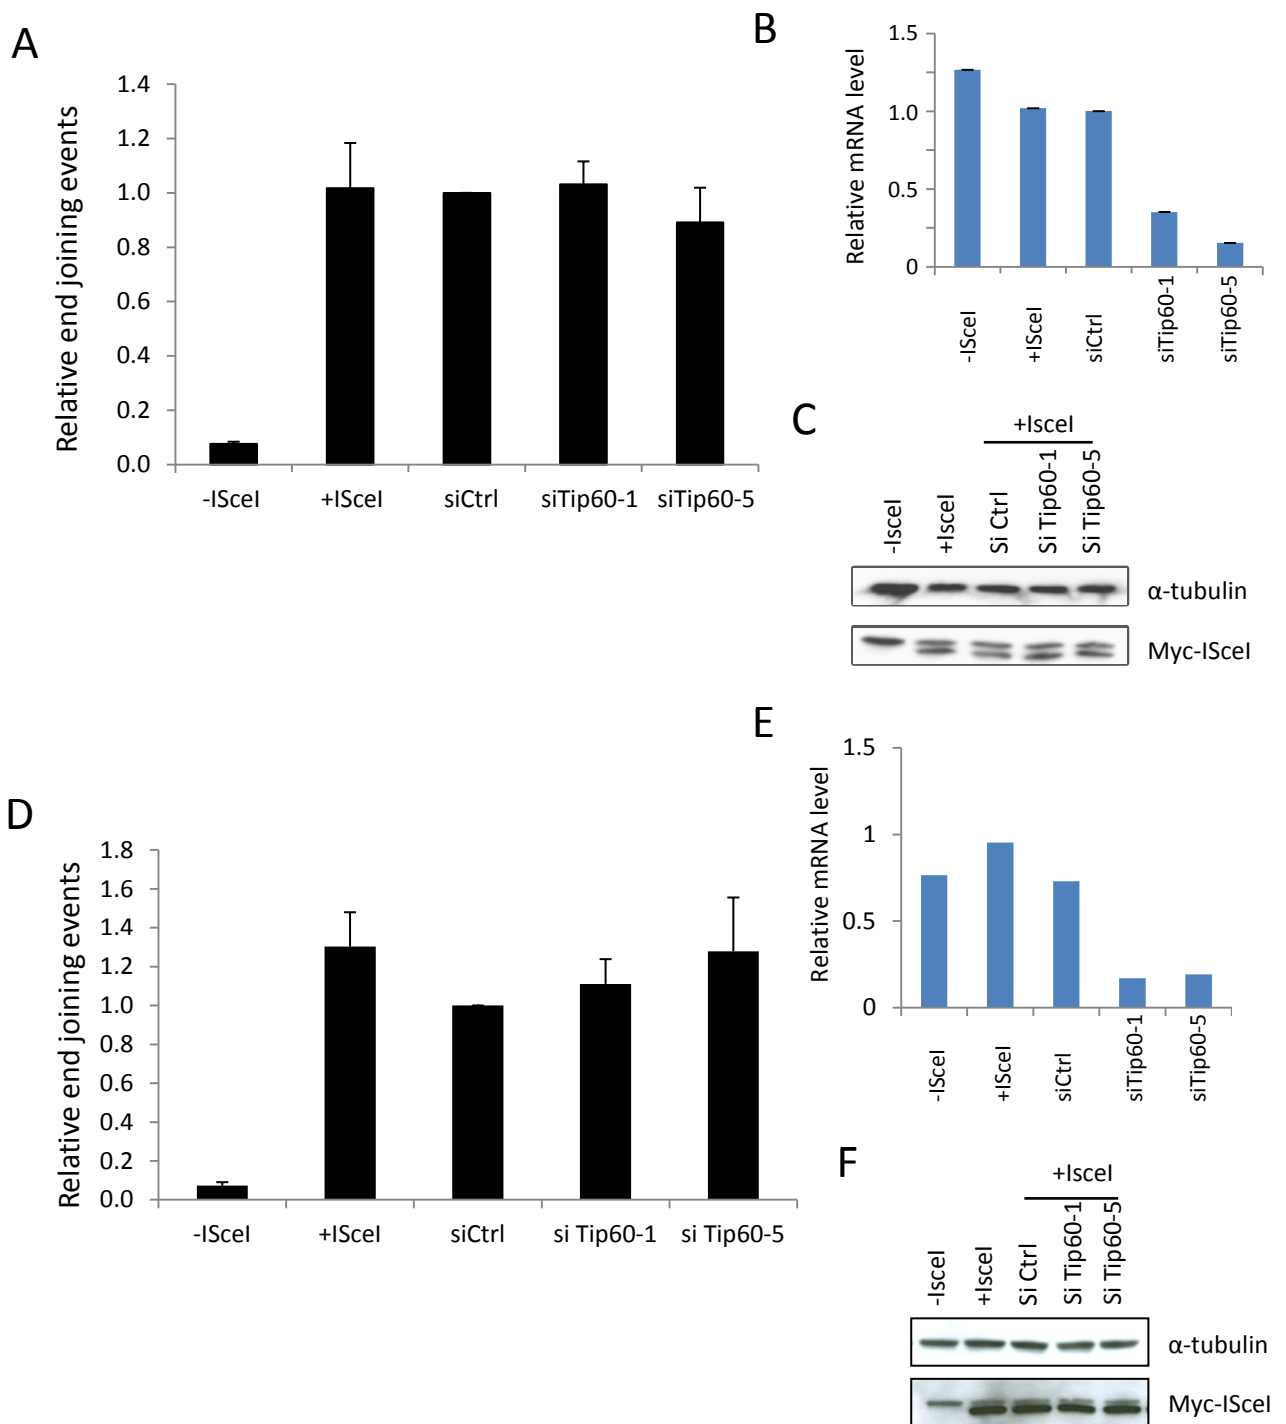 A
Relative end joining events
1.4
1.2
1.0
0.8
0.6
0.4
0.2
0.0
-ISceI
+ISceI
siCtrl
siTip60-1
siTip60-5
B
Relative mRNA level
1.5
1.0
0.5
0
-ISceI
+ISceI
siCtrl
siTip60-1
siTip60-5
C
+IsceI
-IsceI
+IsceI
Si Ctrl
Si Tip60-1
Si Tip60-5
α-tubulin
Myc-ISceI
D
Relative end joining events
1.8
1.6
1.4
1.2
1.0
0.8
0.6
0.4
0.2
0.0
-ISceI
+ISceI
siCtrl
si Tip60-1
si Tip60-5
E
Relative mRNA level
1.5
1
0.5
0
-ISceI
+ISceI
siCtrl
siTip60-1
siTip60-5
F
+IsceI
-IsceI
+IsceI
Si Ctrl
Si Tip60-1
Si Tip60-5
α-tubulin
Myc-ISceI